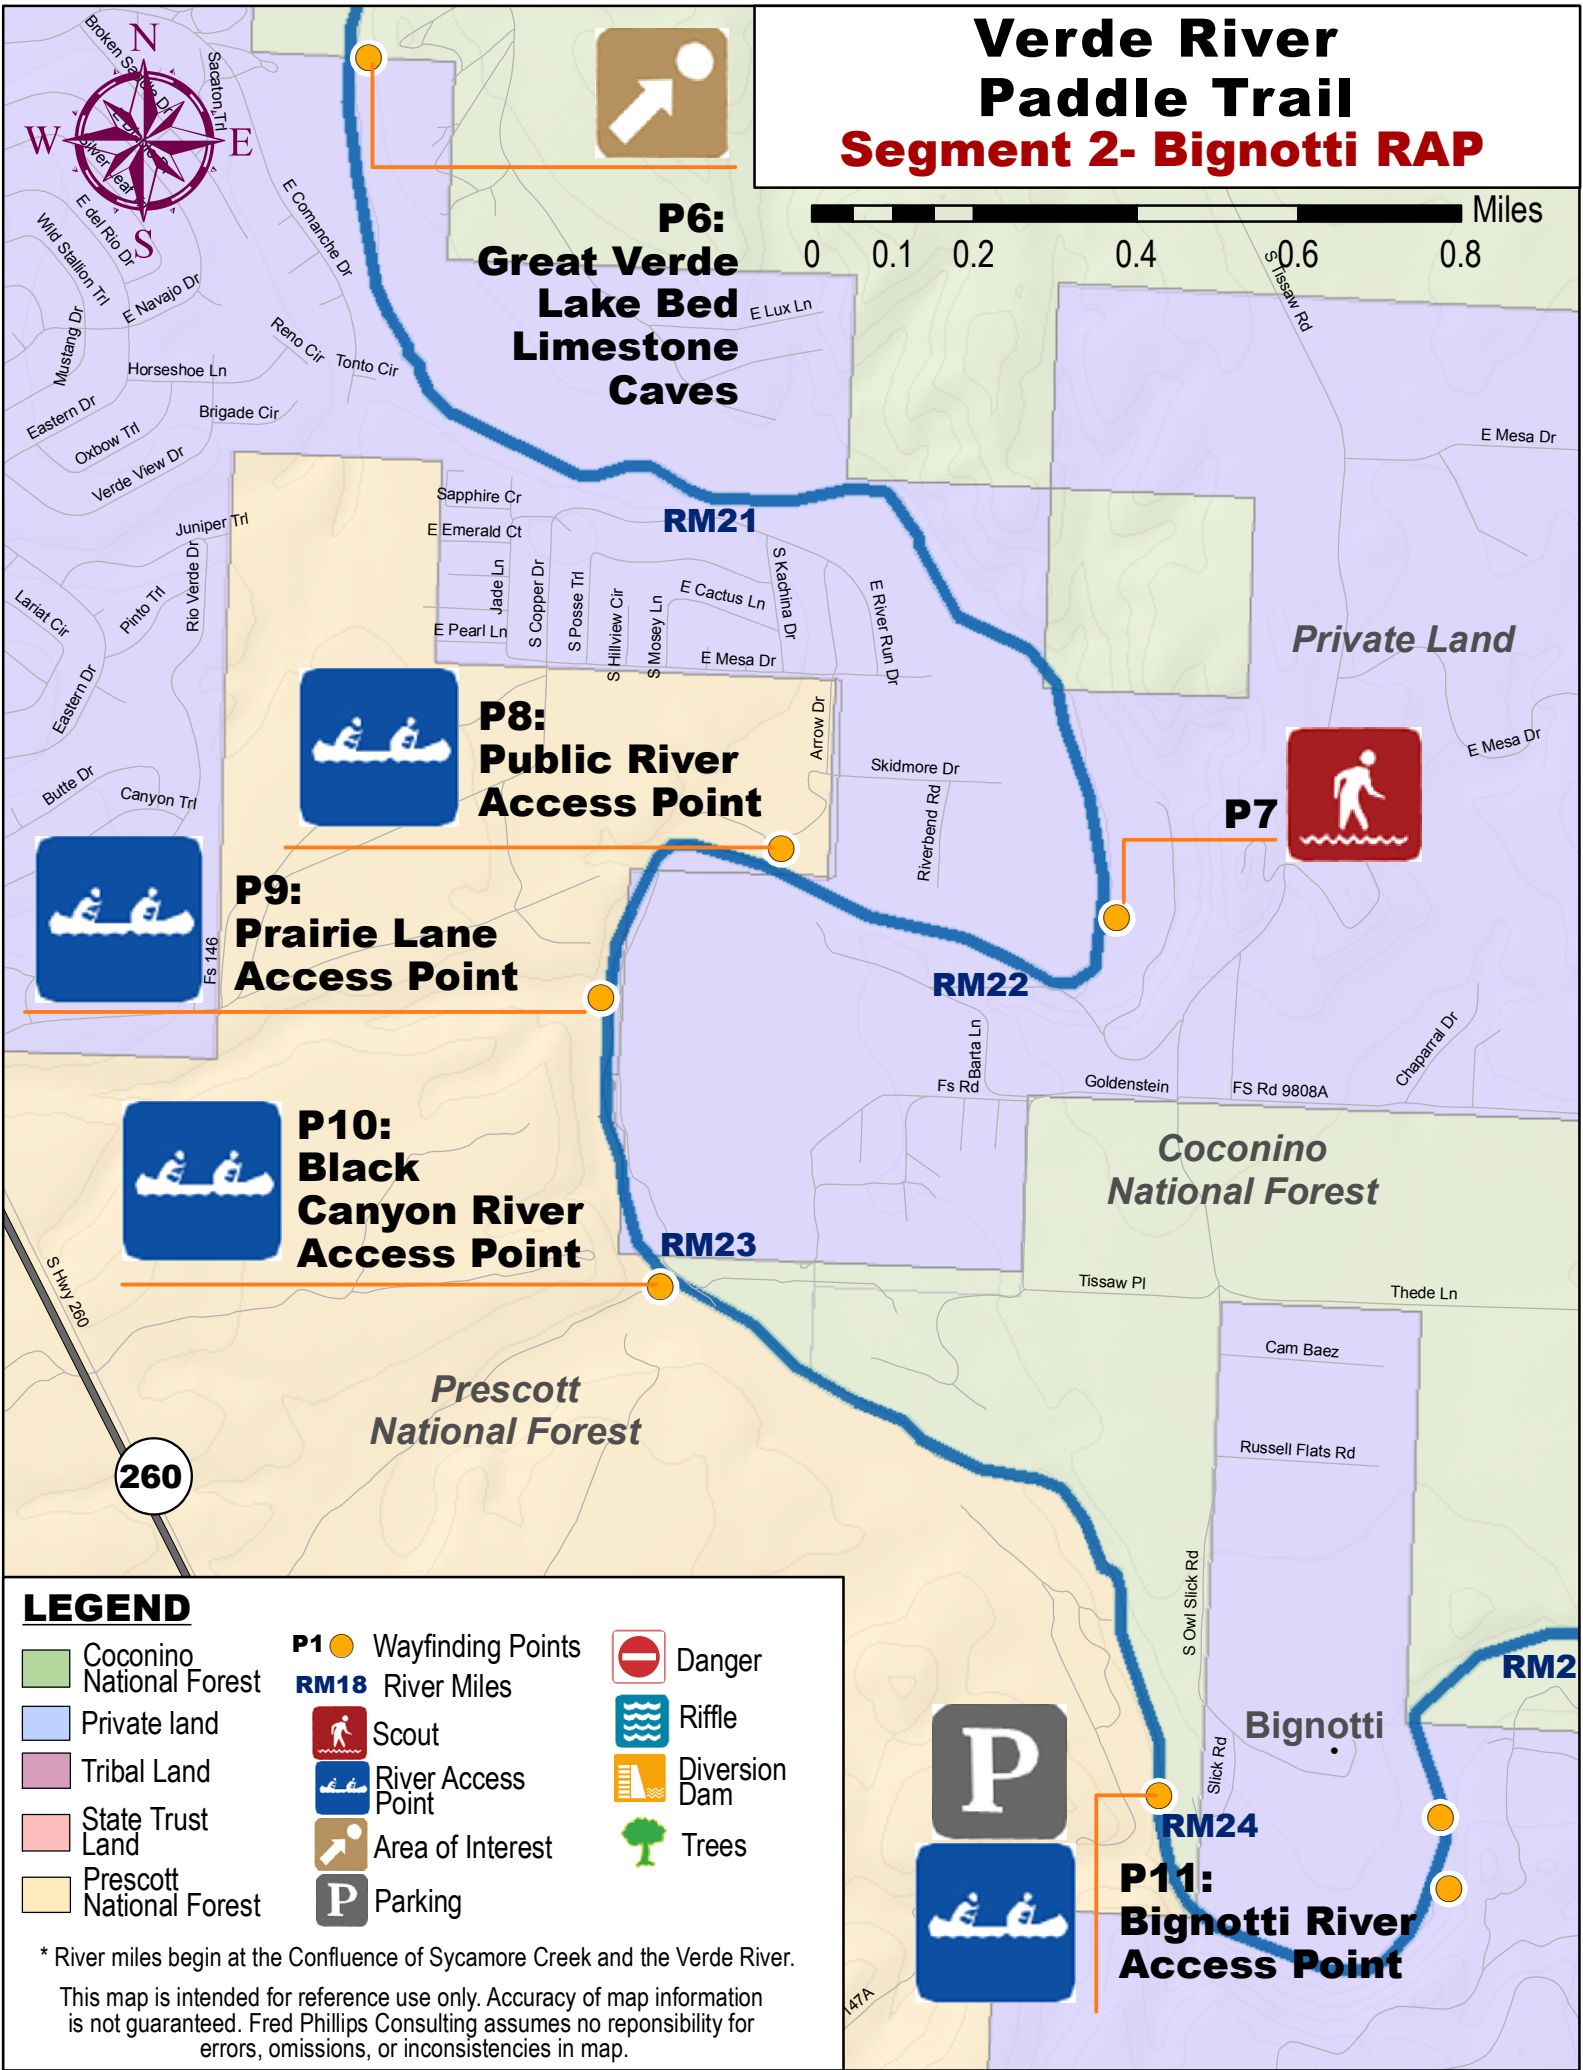 Verde River
Paddle Trail
Segment 2- Bignotti RAP
Miles
0 0.1 0.2 0.4 0.6 0.8
N
W
E
S
Sacaton Trl
E Comanche Dr
E del Rio Dr
Wild Stallion Trl
E Navajo Dr
Mustang Dr
Reno Cir
Tonto Cir
Horseshoe Ln
Eastern Dr
Brigade Cir
Oxbow Trl
Verde View Dr
P6:
Great Verde
Lake Bed
Limestone
Caves
E Lux Ln
S Tissaw Rd
E Mesa Dr
Juniper Trl
Sapphire Cr
E Emerald Ct
RM21
Rio Verde Dr
Pinto Trl
Lariat Cir
Eastern Dr
Jade Ln
S Copper Dr
S Posse Trl
S Hillview Cir
S Mosey Ln
E Cactus Ln
S Kachina Dr
E River Run Dr
E Pearl Ln
E Mesa Dr
Private Land
E Mesa Dr
P8:
Public River
Access Point
Arrow Dr
Skidmore Dr
Riverbend Rd
P7
Butte Dr
Canyon Trl
P9:
Prairie Lane
Access Point
Fs 146
RM22
Barta Ln
Fs Rd
Goldenstein
FS Rd 9808A
Chaparral Dr
P10:
Black
Canyon River
Access Point
Coconino
National Forest
RM23
S Hwy 260
Tissaw Pl
Thede Ln
Cam Baez
Prescott
National Forest
Russell Flats Rd
260
S Owl Slick Rd
Slick Rd
RM2
Bignotti
P
RM24
P11:
Bignotti River
Access Point
147A
LEGEND
Coconino
National Forest
Private land
Tribal Land
State Trust
Land
Prescott
National Forest
P1 Wayfinding Points
RM18 River Miles
Scout
River Access
Point
Area of Interest
P Parking
Danger
Riffle
Diversion
Dam
Trees
* River miles begin at the Confluence of Sycamore Creek and the Verde River.
This map is intended for reference use only. Accuracy of map information
is not guaranteed. Fred Phillips Consulting assumes no reponsibility for
errors, omissions, or inconsistencies in map.